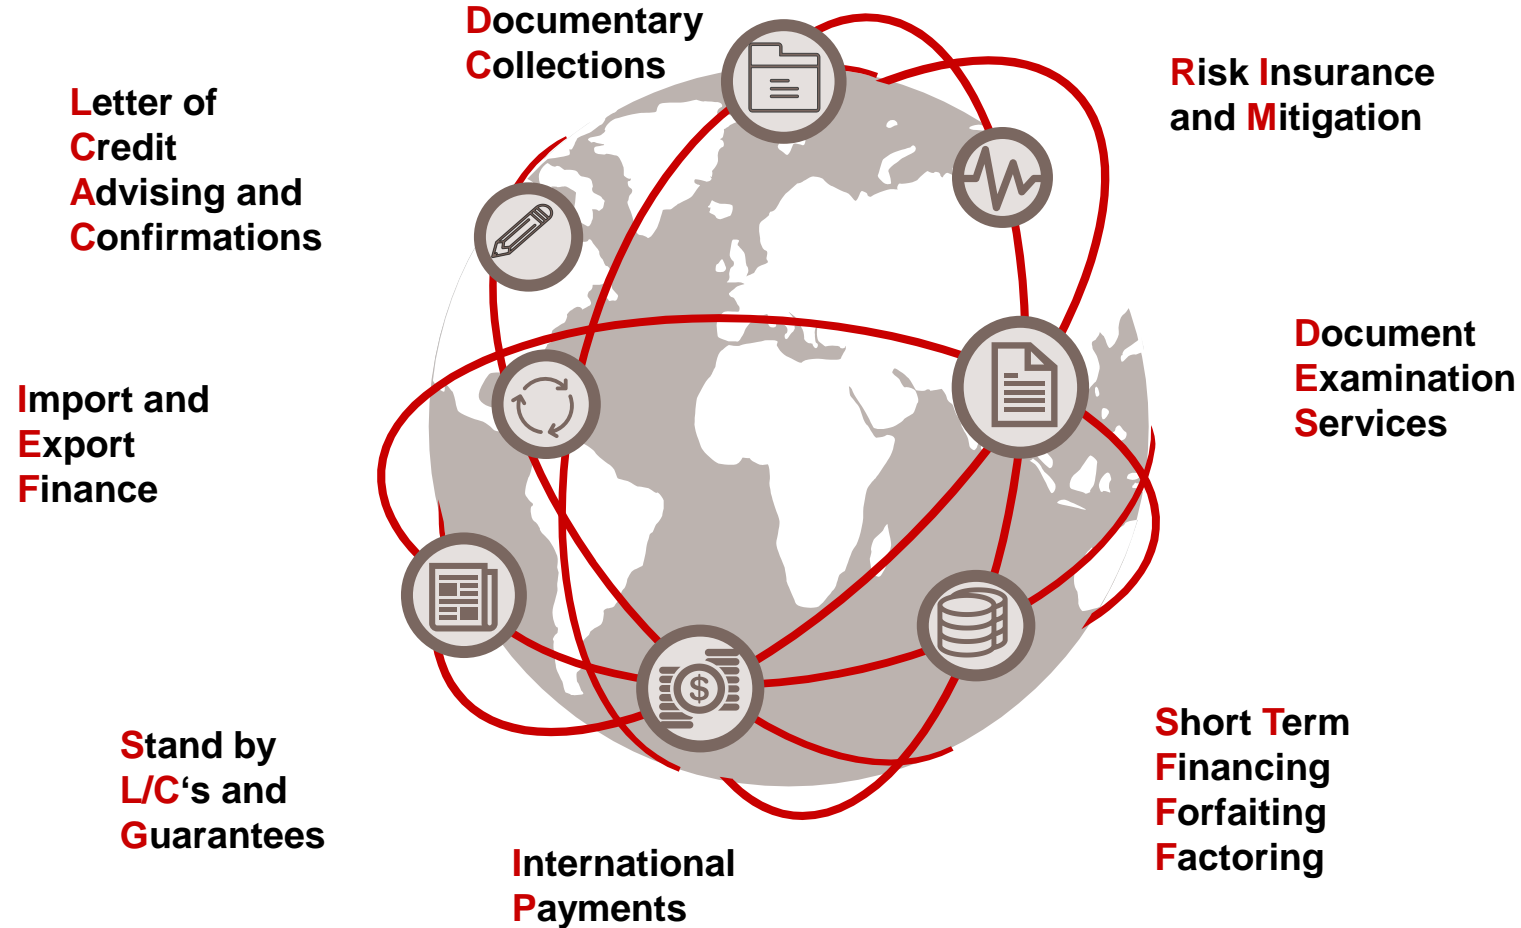 Documentary
Collections
Letter of
Credit
Advising and
Confirmations
Risk Insurance
and Mitigation
Import and
Export
Finance
Document
Examination
Services
$
Stand by
L/C‘s and
Guarantees
Short Term
Financing
Forfaiting
Factoring
International
Payments